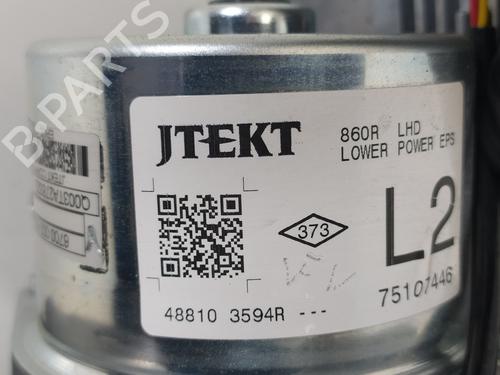 B-PARTS
JTEKT
860R LHD
LOWER POWER EPS
373
L2
75107446
48810 3594R ---